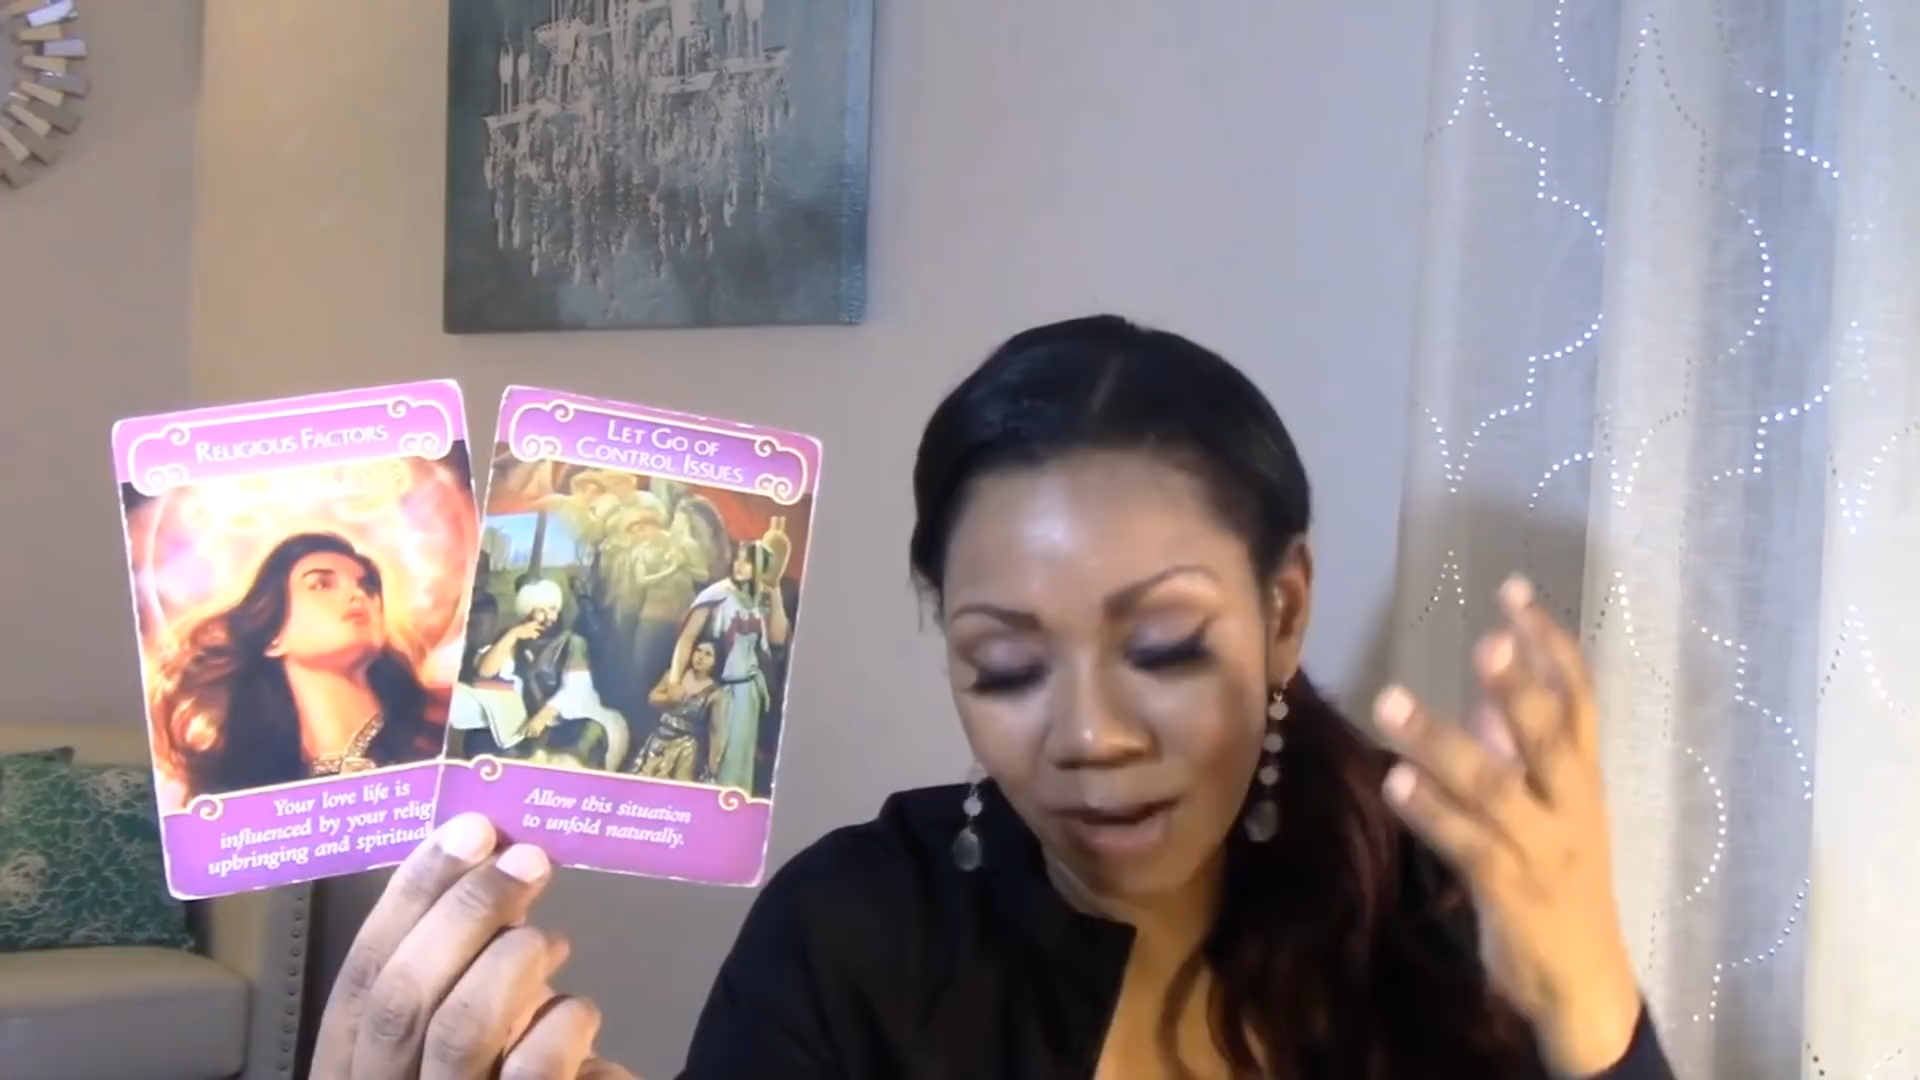 RELIGIOUS FACTORS
Your love life is
influenced by your relig
upbringing and spiritual
LET GO OF
CONTROL ISSUES
Allow this situation
to unfold naturally.